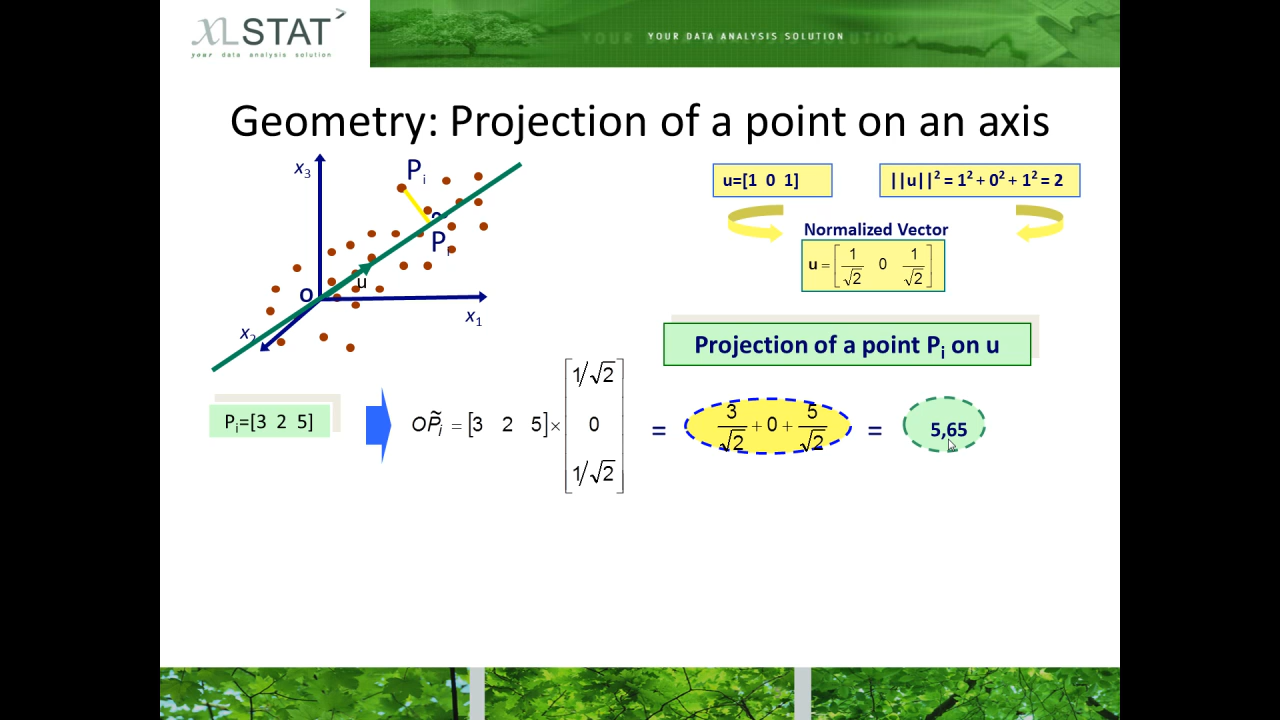 XLSTAT
your data analysis solution
YOUR DATA ANALYSIS SOLUTION
Geometry: Projection of a point on an axis
x3
Pi
P̃i
u
O
x1
x2
u=[1 0 1]
||u||² = 1² + 0² + 1² = 2
Normalized Vector
u = [1/√2 0 1/√2]
Projection of a point Pi on u
Pi=[3 2 5]
OP̃i = [3 2 5] × [1/√2 0 1/√2] = 3/√2 + 0 + 5/√2 = 5,65